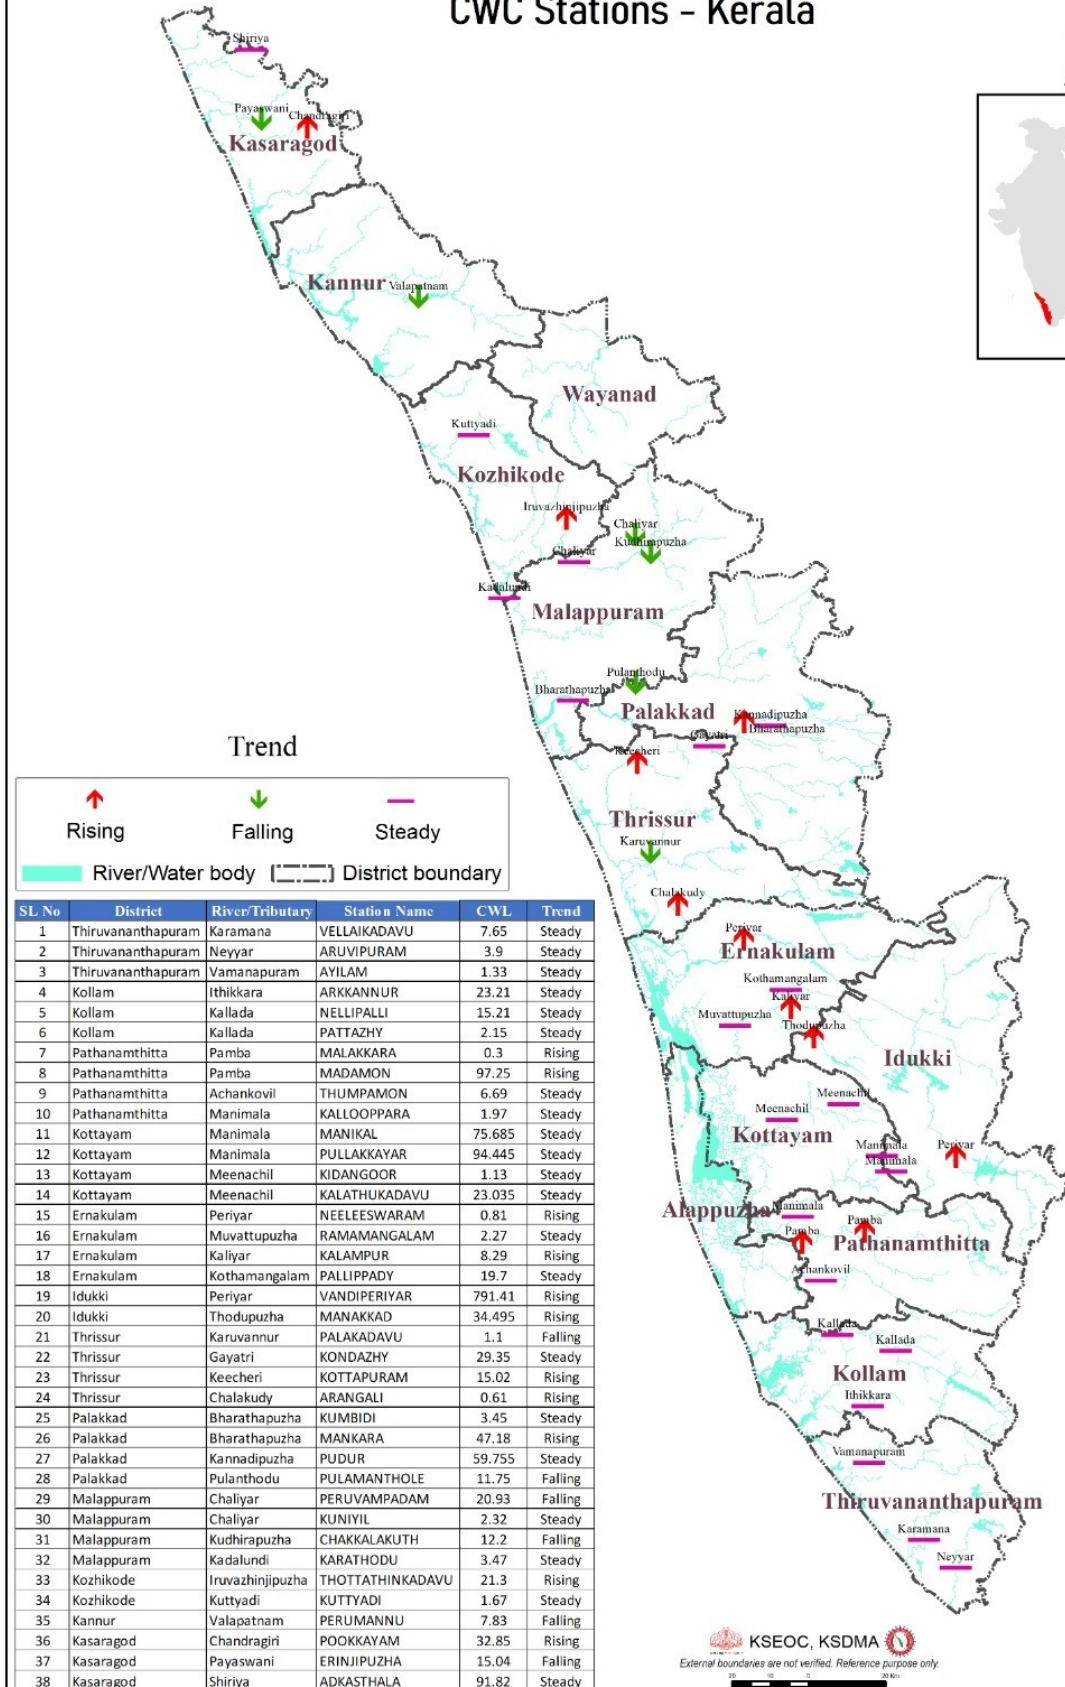 CWC Stations - Kerala
Shiriya
Payaswani
Chandragiri
Kasaragod
Kannur
Valapatnam
Wayanad
Kuttyadi
Kozhikode
Iruvazhinjipuzha
Chaliyar
Kudhirapuzha
Chaliyar
Kadalundi
Malappuram
Pulanthodu
Bharathapuzha
Palakkad
Kannadipuzha
Bharathapuzha
Gayatri
Keecheri
Thrissur
Karuvannur
Chalakudy
Periyar
Ernakulam
Kothamangalam
Kaliyar
Muvattupuzha
Thodupuzha
Idukki
Meenachil
Meenachil
Kottayam
Manimala
Periyar
Manimala
Alappuzha
Manimala
Pamba
Pamba
Pathanamthitta
Achankovil
Kallada
Kallada
Kollam
Ithikkara
Vamanapuram
Thiruvananthapuram
Karamana
Neyyar
Trend
Rising Falling Steady
River/Water body District boundary
SL No District River/Tributary Station Name CWL Trend
1 Thiruvananthapuram Karamana VELLAIKADAVU 7.65 Steady
2 Thiruvananthapuram Neyyar ARUVIPURAM 3.9 Steady
3 Thiruvananthapuram Vamanapuram AYILAM 1.33 Steady
4 Kollam Ithikkara ARKKANNUR 23.21 Steady
5 Kollam Kallada NELLIPALLI 15.21 Steady
6 Kollam Kallada PATTAZHY 2.15 Steady
7 Pathanamthitta Pamba MALAKKARA 0.3 Rising
8 Pathanamthitta Pamba MADAMON 97.25 Rising
9 Pathanamthitta Achankovil THUMPAMON 6.69 Steady
10 Pathanamthitta Manimala KALLOOPPARA 1.97 Steady
11 Kottayam Manimala MANIKAL 75.685 Steady
12 Kottayam Manimala PULLAKKAYAR 94.445 Steady
13 Kottayam Meenachil KIDANGOOR 1.13 Steady
14 Kottayam Meenachil KALATHUKADAVU 23.035 Steady
15 Ernakulam Periyar NEELEESWARAM 0.81 Rising
16 Ernakulam Muvattupuzha RAMAMANGALAM 2.27 Steady
17 Ernakulam Kaliyar KALAMPUR 8.29 Rising
18 Ernakulam Kothamangalam PALLIPPADY 19.7 Steady
19 Idukki Periyar VANDIPERIYAR 791.41 Rising
20 Idukki Thodupuzha MANAKKAD 34.495 Rising
21 Thrissur Karuvannur PALAKADAVU 1.1 Falling
22 Thrissur Gayatri KONDAZHY 29.35 Steady
23 Thrissur Keecheri KOTTAPURAM 15.02 Rising
24 Thrissur Chalakudy ARANGALI 0.61 Rising
25 Palakkad Bharathapuzha KUMBIDI 3.45 Steady
26 Palakkad Bharathapuzha MANKARA 47.18 Rising
27 Palakkad Kannadipuzha PUDUR 59.755 Steady
28 Palakkad Pulanthodu PULAMANTHOLE 11.75 Falling
29 Malappuram Chaliyar PERUVAMPADAM 20.93 Falling
30 Malappuram Chaliyar KUNIYIL 2.32 Steady
31 Malappuram Kudhirapuzha CHAKKALAKUTH 12.2 Falling
32 Malappuram Kadalundi KARATHODU 3.47 Steady
33 Kozhikode Iruvazhinjipuzha THOTTATHINKADAVU 21.3 Rising
34 Kozhikode Kuttyadi KUTTYADI 1.67 Steady
35 Kannur Valapatnam PERUMANNU 7.83 Falling
36 Kasaragod Chandragiri POOKKAYAM 32.85 Rising
37 Kasaragod Payaswani ERINJIPUZHA 15.04 Falling
38 Kasaragod Shiriya ADKASTHALA 91.82 Steady
KSEOC, KSDMA
External boundaries are not verified. Reference purpose only.
20 10 0 20 Km